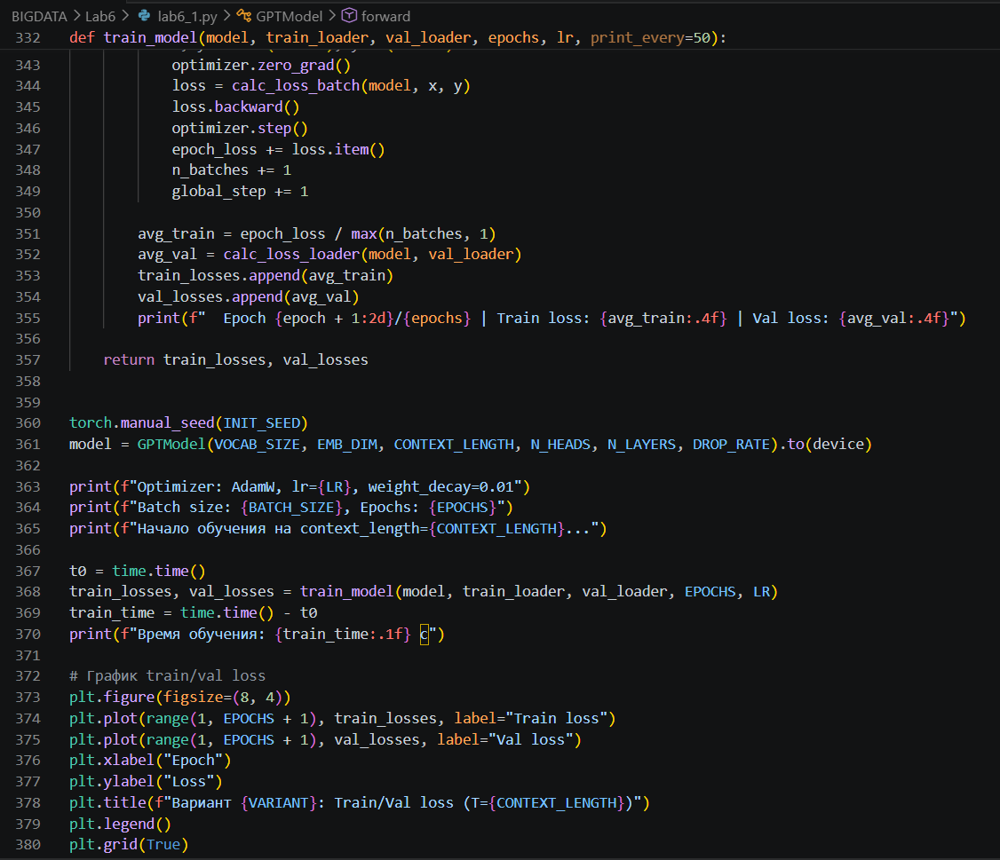 BIGDATA > Lab6 > lab6_1.py > GPTModel > forward
332 def train_model(model, train_loader, val_loader, epochs, lr, print_every=50):
343             optimizer.zero_grad()
344             loss = calc_loss_batch(model, x, y)
345             loss.backward()
346             optimizer.step()
347             epoch_loss += loss.item()
348             n_batches += 1
349             global_step += 1
350
351         avg_train = epoch_loss / max(n_batches, 1)
352         avg_val = calc_loss_loader(model, val_loader)
353         train_losses.append(avg_train)
354         val_losses.append(avg_val)
355         print(f"  Epoch {epoch + 1:2d}/{epochs} | Train loss: {avg_train:.4f} | Val loss: {avg_val:.4f}")
356
357     return train_losses, val_losses
358
359
360 torch.manual_seed(INIT_SEED)
361 model = GPTModel(VOCAB_SIZE, EMB_DIM, CONTEXT_LENGTH, N_HEADS, N_LAYERS, DROP_RATE).to(device)
362
363 print(f"Optimizer: AdamW, lr={LR}, weight_decay=0.01")
364 print(f"Batch size: {BATCH_SIZE}, Epochs: {EPOCHS}")
365 print(f"Начало обучения на context_length={CONTEXT_LENGTH}...")
366
367 t0 = time.time()
368 train_losses, val_losses = train_model(model, train_loader, val_loader, EPOCHS, LR)
369 train_time = time.time() - t0
370 print(f"Время обучения: {train_time:.1f} с")
371
372 # График train/val loss
373 plt.figure(figsize=(8, 4))
374 plt.plot(range(1, EPOCHS + 1), train_losses, label="Train loss")
375 plt.plot(range(1, EPOCHS + 1), val_losses, label="Val loss")
376 plt.xlabel("Epoch")
377 plt.ylabel("Loss")
378 plt.title(f"Вариант {VARIANT}: Train/Val loss (T={CONTEXT_LENGTH})")
379 plt.legend()
380 plt.grid(True)